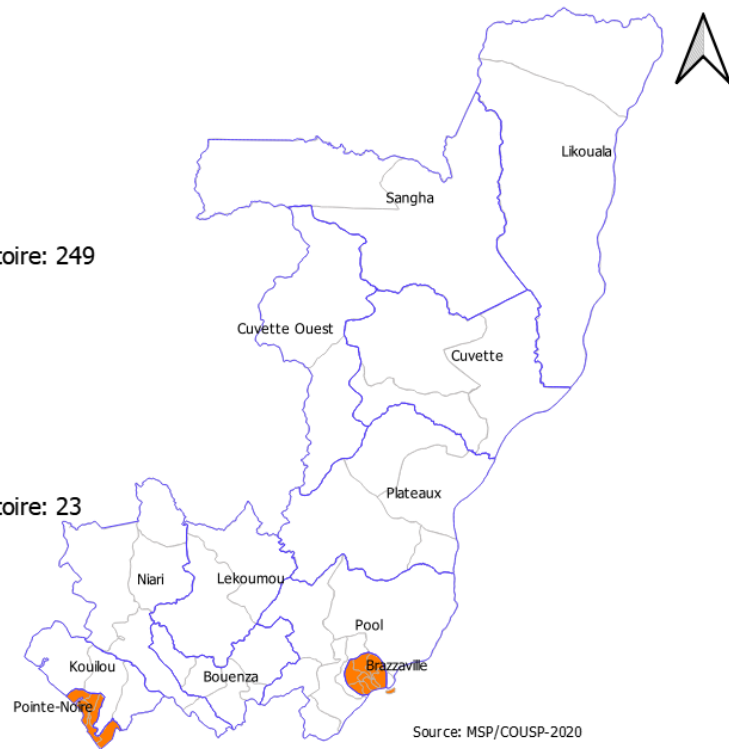 Likouala
Sangha
toire: 249
Cuvette Ouest
Cuvette
Plateaux
toire: 23
Niari
Lekoumou
Pool
Kouilou
Bouenza
Brazzaville
Pointe-Noire
Source: MSP/COUSP-2020